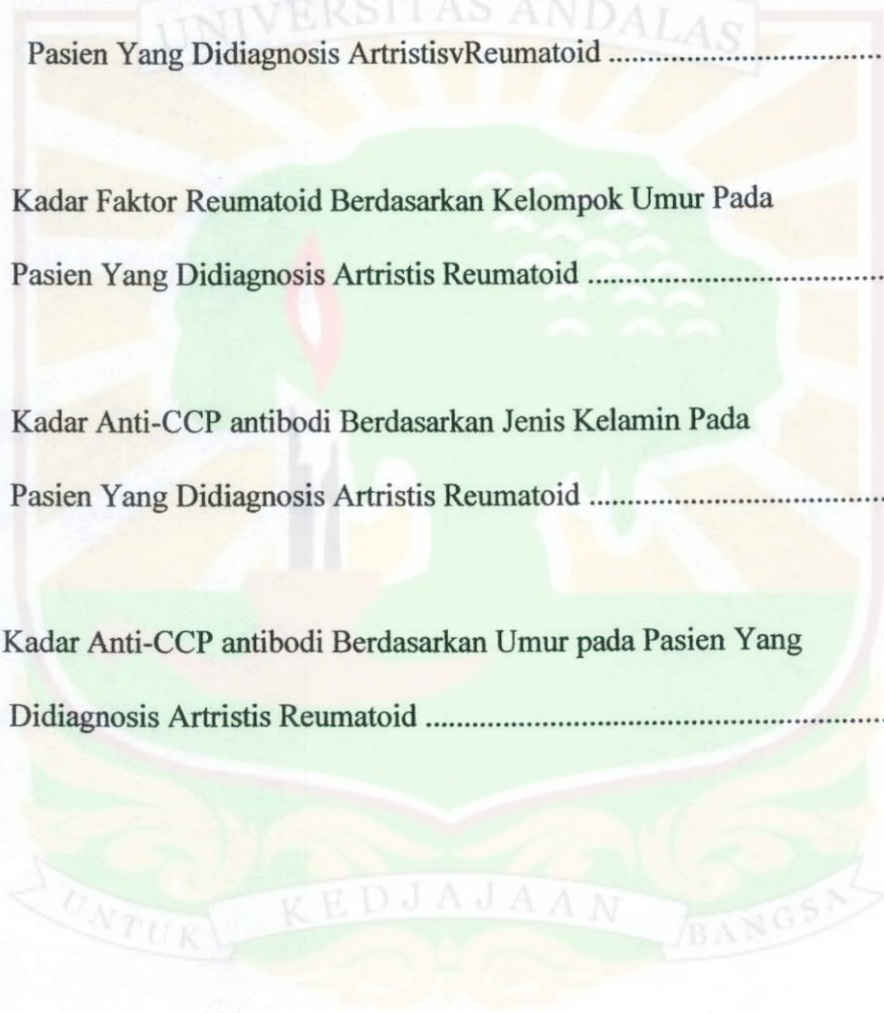 UNIVERSITAS ANDALAS
Pasien Yang Didiagnosis ArtristisvReumatoid ....................................
Kadar Faktor Reumatoid Berdasarkan Kelompok Umur Pada
Pasien Yang Didiagnosis Artristis Reumatoid .......................................
Kadar Anti-CCP antibodi Berdasarkan Jenis Kelamin Pada
Pasien Yang Didiagnosis Artristis Reumatoid .......................................
Kadar Anti-CCP antibodi Berdasarkan Umur pada Pasien Yang
Didiagnosis Artristis Reumatoid .............................................................
UNTUK KEDJAJAAN BANGSA